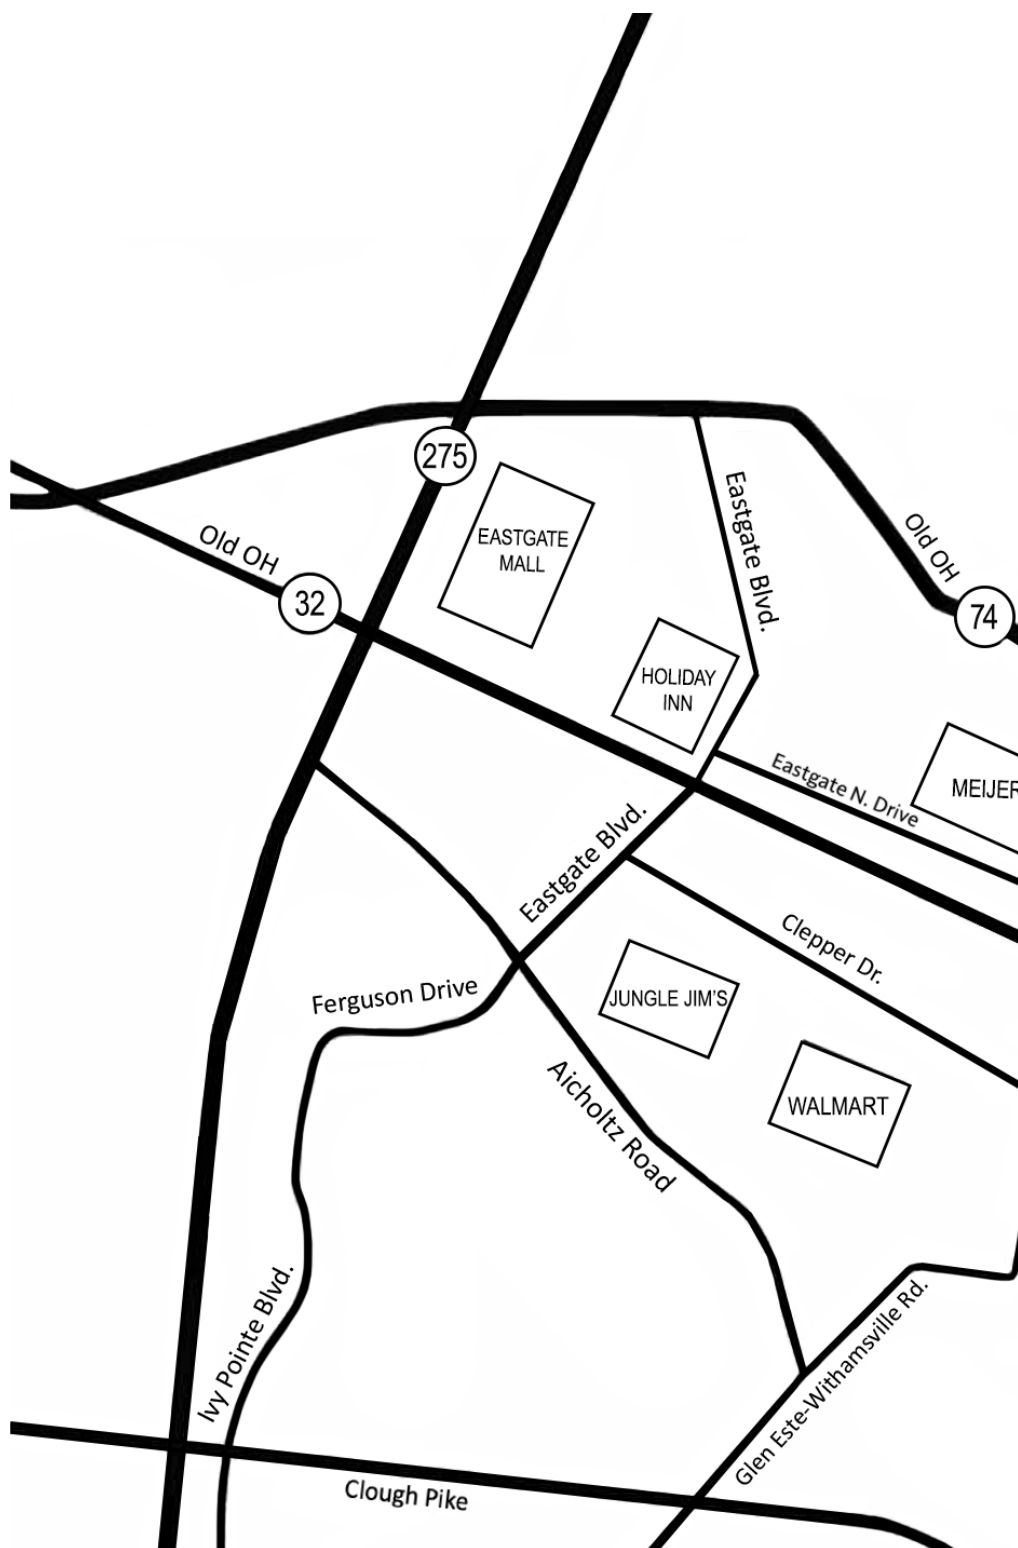 275
EASTGATE
MALL
Eastgate Blvd.
Old OH
74
Old OH
32
HOLIDAY
INN
Eastgate N. Drive
MEIJER
Eastgate Blvd.
Clepper Dr.
JUNGLE JIM'S
Ferguson Drive
WALMART
Aicholtz Road
Ivy Pointe Blvd.
Glen Este-Withamsville Rd.
Clough Pike